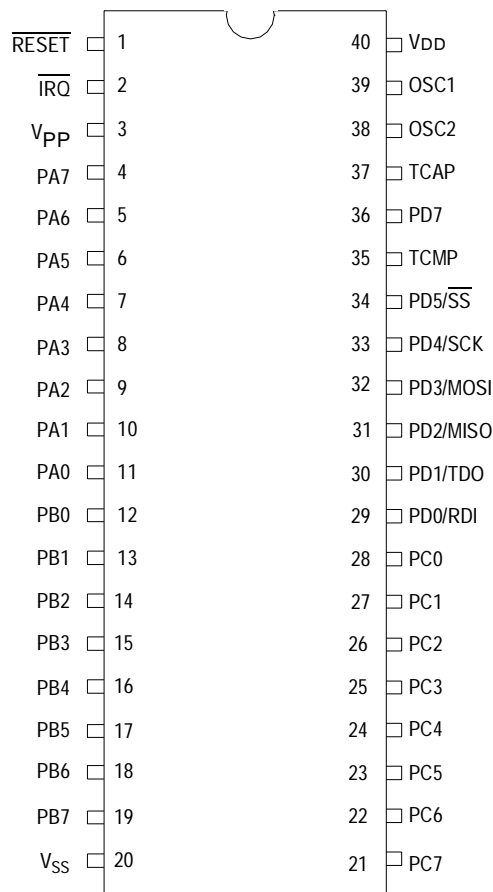 R̅E̅S̅E̅T̅ 1 40 VDD
I̅R̅Q̅ 2 39 OSC1
VPP 3 38 OSC2
PA7 4 37 TCAP
PA6 5 36 PD7
PA5 6 35 TCMP
PA4 7 34 PD5/S̅S̅
PA3 8 33 PD4/SCK
PA2 9 32 PD3/MOSI
PA1 10 31 PD2/MISO
PA0 11 30 PD1/TDO
PB0 12 29 PD0/RDI
PB1 13 28 PC0
PB2 14 27 PC1
PB3 15 26 PC2
PB4 16 25 PC3
PB5 17 24 PC4
PB6 18 23 PC5
PB7 19 22 PC6
VSS 20 21 PC7